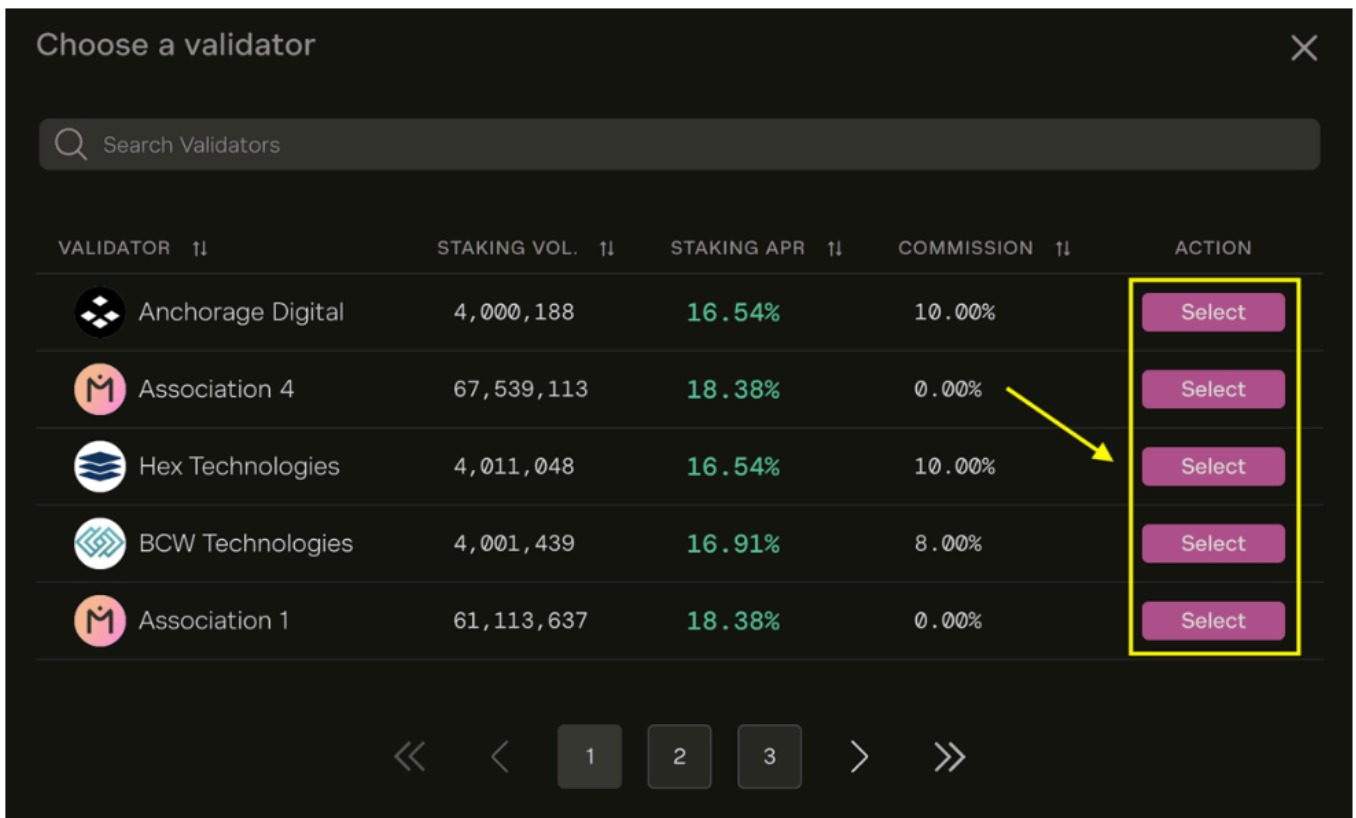 Choose a validator
Search Validators
VALIDATOR STAKING VOL. STAKING APR COMMISSION ACTION
Anchorage Digital 4,000,188 16.54% 10.00% Select
Association 4 67,539,113 18.38% 0.00% Select
Hex Technologies 4,011,048 16.54% 10.00% Select
BCW Technologies 4,001,439 16.91% 8.00% Select
Association 1 61,113,637 18.38% 0.00% Select
1 2 3